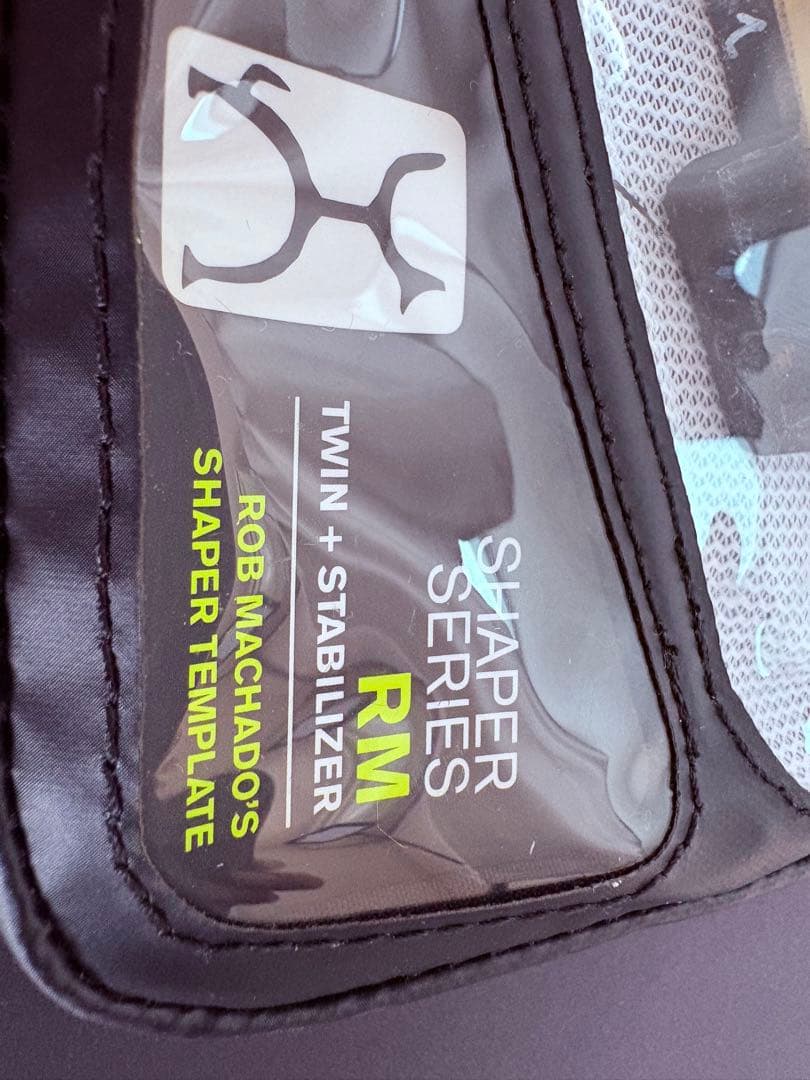 SHAPER
SERIES
RM
TWIN + STABILIZER
ROB MACHADO'S
SHAPER TEMPLATE